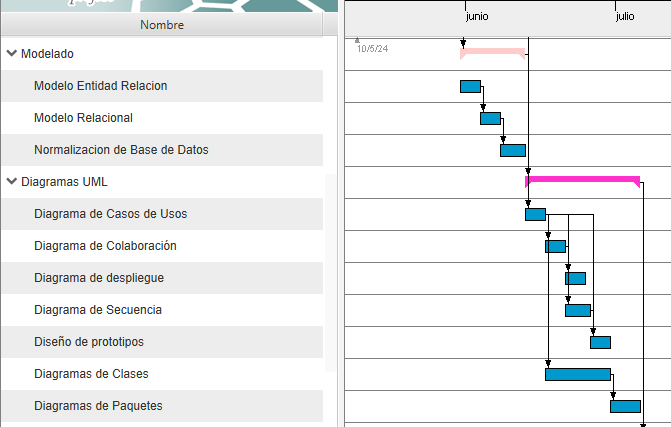 Nombre
junio
julio
10/5/24
Modelado
Modelo Entidad Relacion
Modelo Relacional
Normalizacion de Base de Datos
Diagramas UML
Diagrama de Casos de Usos
Diagrama de Colaboración
Diagrama de despliegue
Diagrama de Secuencia
Diseño de prototipos
Diagramas de Clases
Diagramas de Paquetes